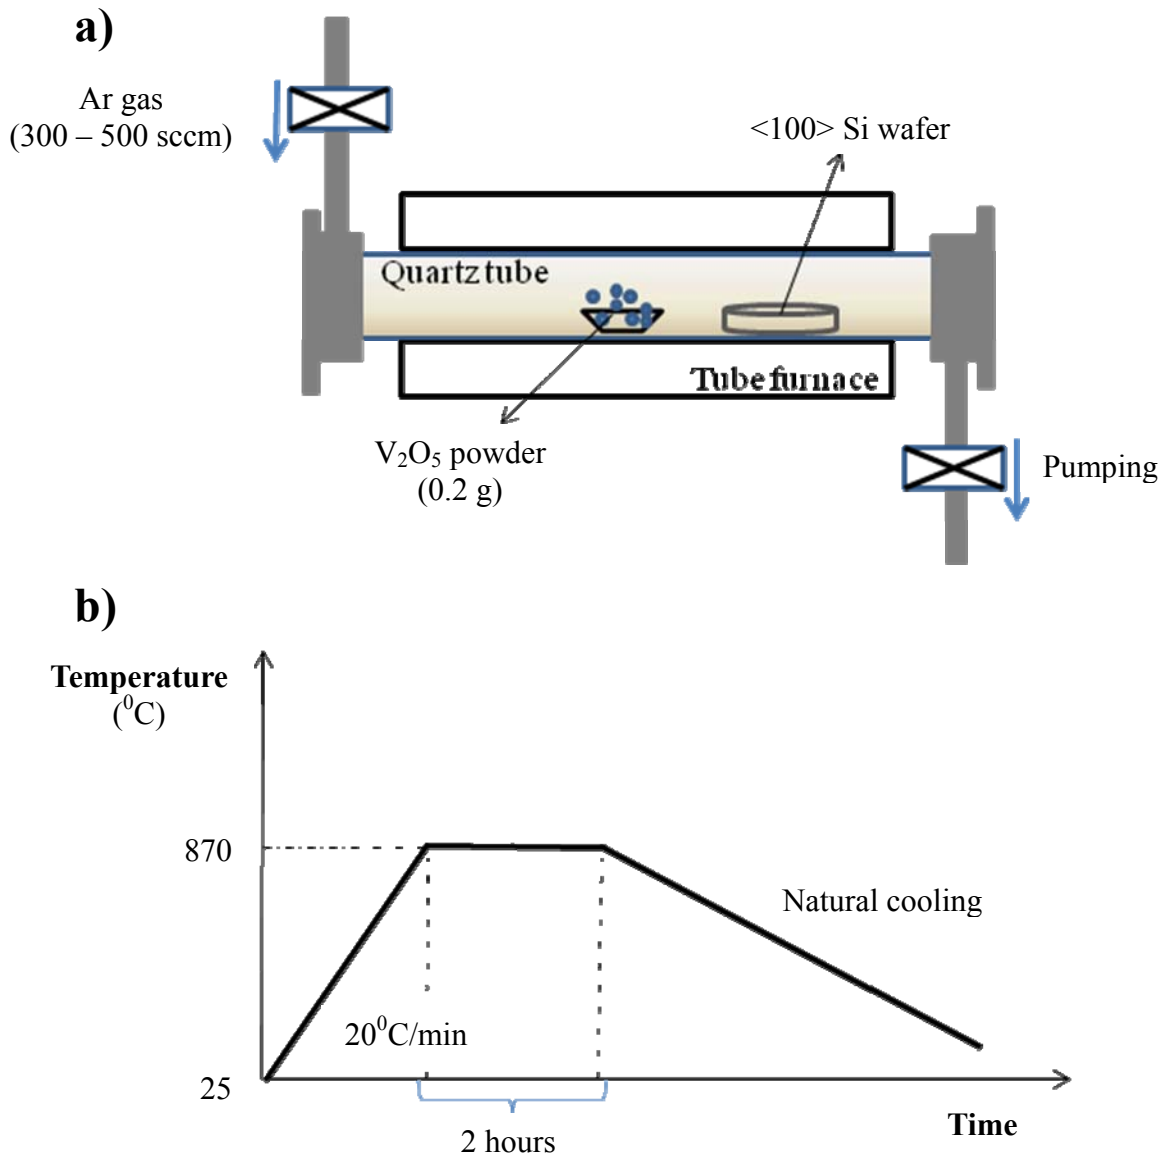 a)
Ar gas
(300 – 500 sccm)
<100> Si wafer
Quartz tube
Tube furnace
V₂O₅ powder
(0.2 g)
Pumping
b)
Temperature
(⁰C)
870
Natural cooling
20⁰C/min
25
2 hours
Time